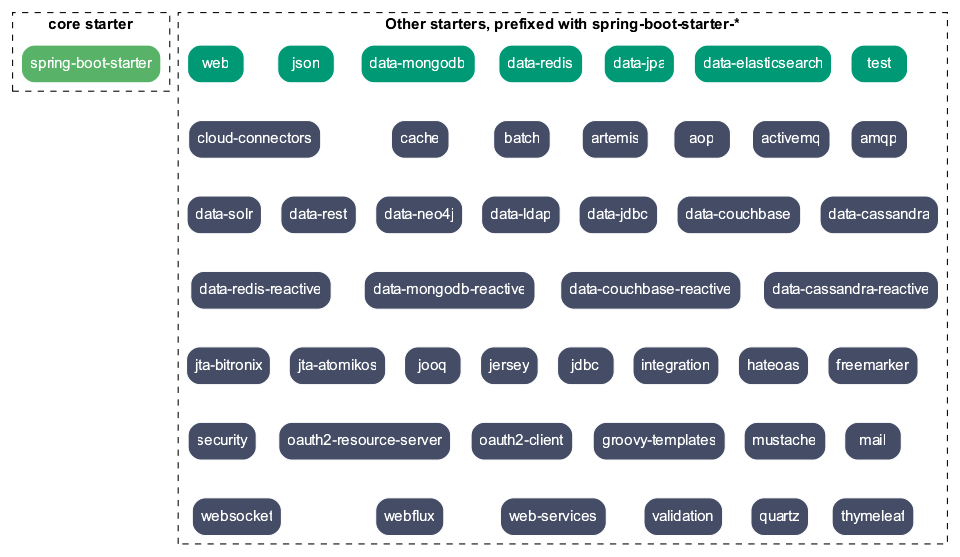 core starter
spring-boot-starter
Other starters, prefixed with spring-boot-starter-*
web json data-mongodb data-redis data-jpa data-elasticsearch test
cloud-connectors cache batch artemis aop activemq amqp
data-solr data-rest data-neo4j data-ldap data-jdbc data-couchbase data-cassandra
data-redis-reactive data-mongodb-reactive data-couchbase-reactive data-cassandra-reactive
jta-bitronix jta-atomikos jooq jersey jdbc integration hateoas freemarker
security oauth2-resource-server oauth2-client groovy-templates mustache mail
websocket webflux web-services validation quartz thymeleaf